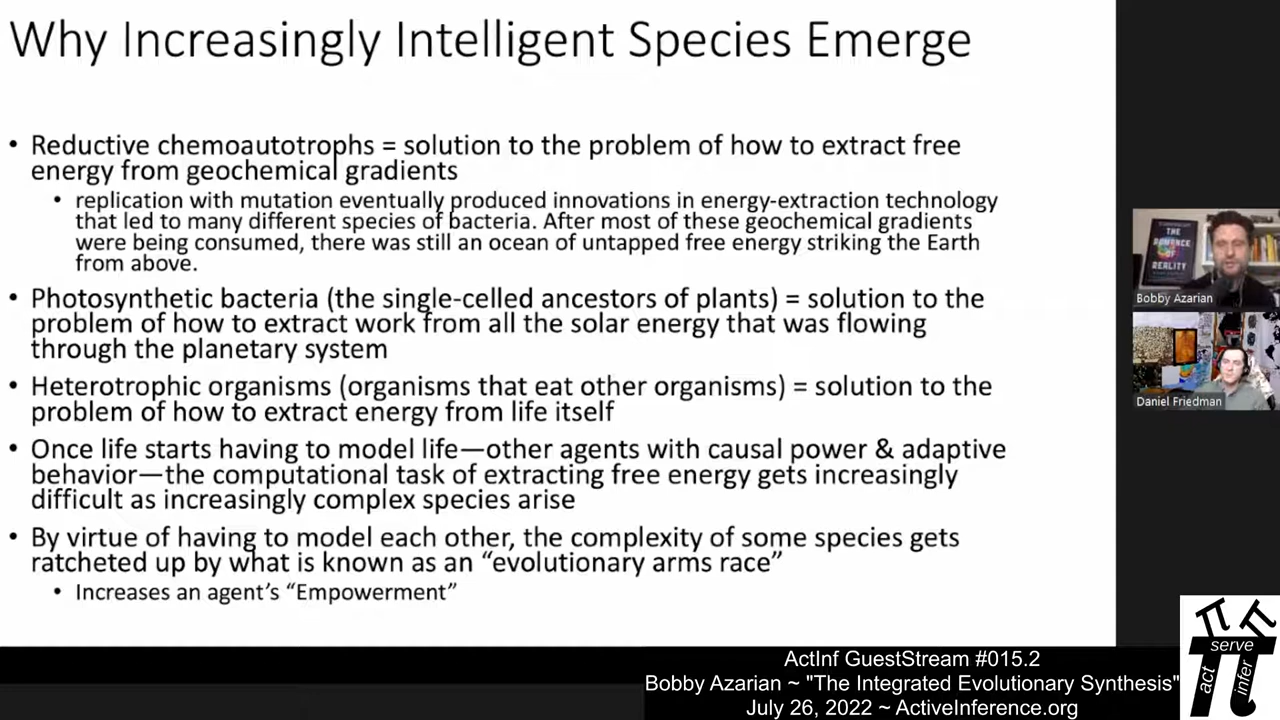 Why Increasingly Intelligent Species Emerge
• Reductive chemoautotrophs = solution to the problem of how to extract free
energy from geochemical gradients
• replication with mutation eventually produced innovations in energy-extraction technology
that led to many different species of bacteria. After most of these geochemical gradients
were being consumed, there was still an ocean of untapped free energy striking the Earth
from above.
• Photosynthetic bacteria (the single-celled ancestors of plants) = solution to the
problem of how to extract work from all the solar energy that was flowing
through the planetary system
• Heterotrophic organisms (organisms that eat other organisms) = solution to the
problem of how to extract energy from life itself
• Once life starts having to model life—other agents with causal power & adaptive
behavior—the computational task of extracting free energy gets increasingly
difficult as increasingly complex species arise
• By virtue of having to model each other, the complexity of some species gets
ratcheted up by what is known as an “evolutionary arms race”
• Increases an agent’s “Empowerment”
THE
ROMANCE
OF
REALITY
Bobby Azarian
Daniel Friedman
ActInf GuestStream #015.2
Bobby Azarian ~ "The Integrated Evolutionary Synthesis"
July 26, 2022 ~ ActiveInference.org
π π
serve
act
infer